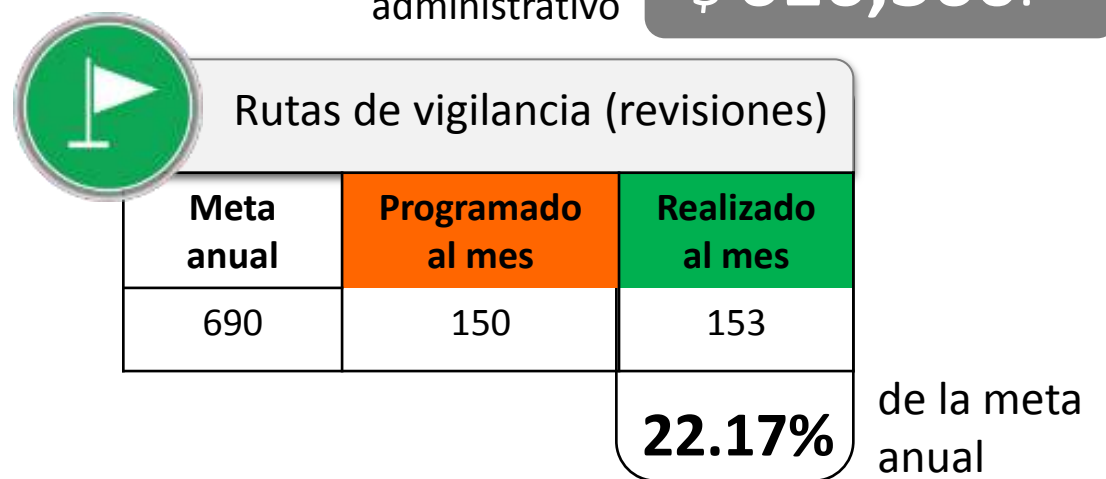 administrativo
Rutas de vigilancia (revisiones)
Meta anual
Programado al mes
Realizado al mes
690 150 153
22.17%
de la meta
anual